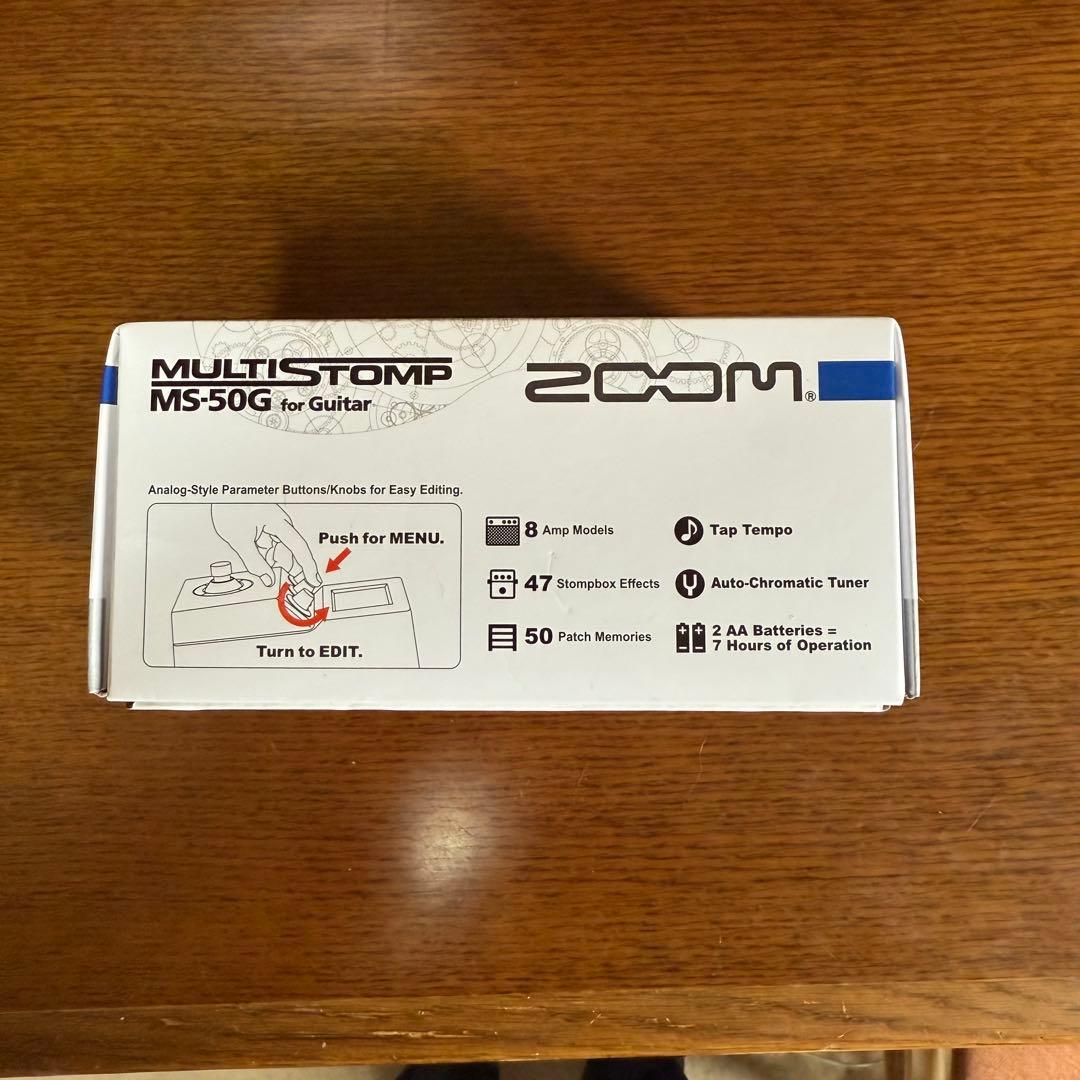 MULTISTOMP
MS-50G for Guitar
ZOOM®
Analog-Style Parameter Buttons/Knobs for Easy Editing.
Push for MENU.
Turn to EDIT.
8 Amp Models
47 Stompbox Effects
50 Patch Memories
Tap Tempo
Auto-Chromatic Tuner
2 AA Batteries =
7 Hours of Operation